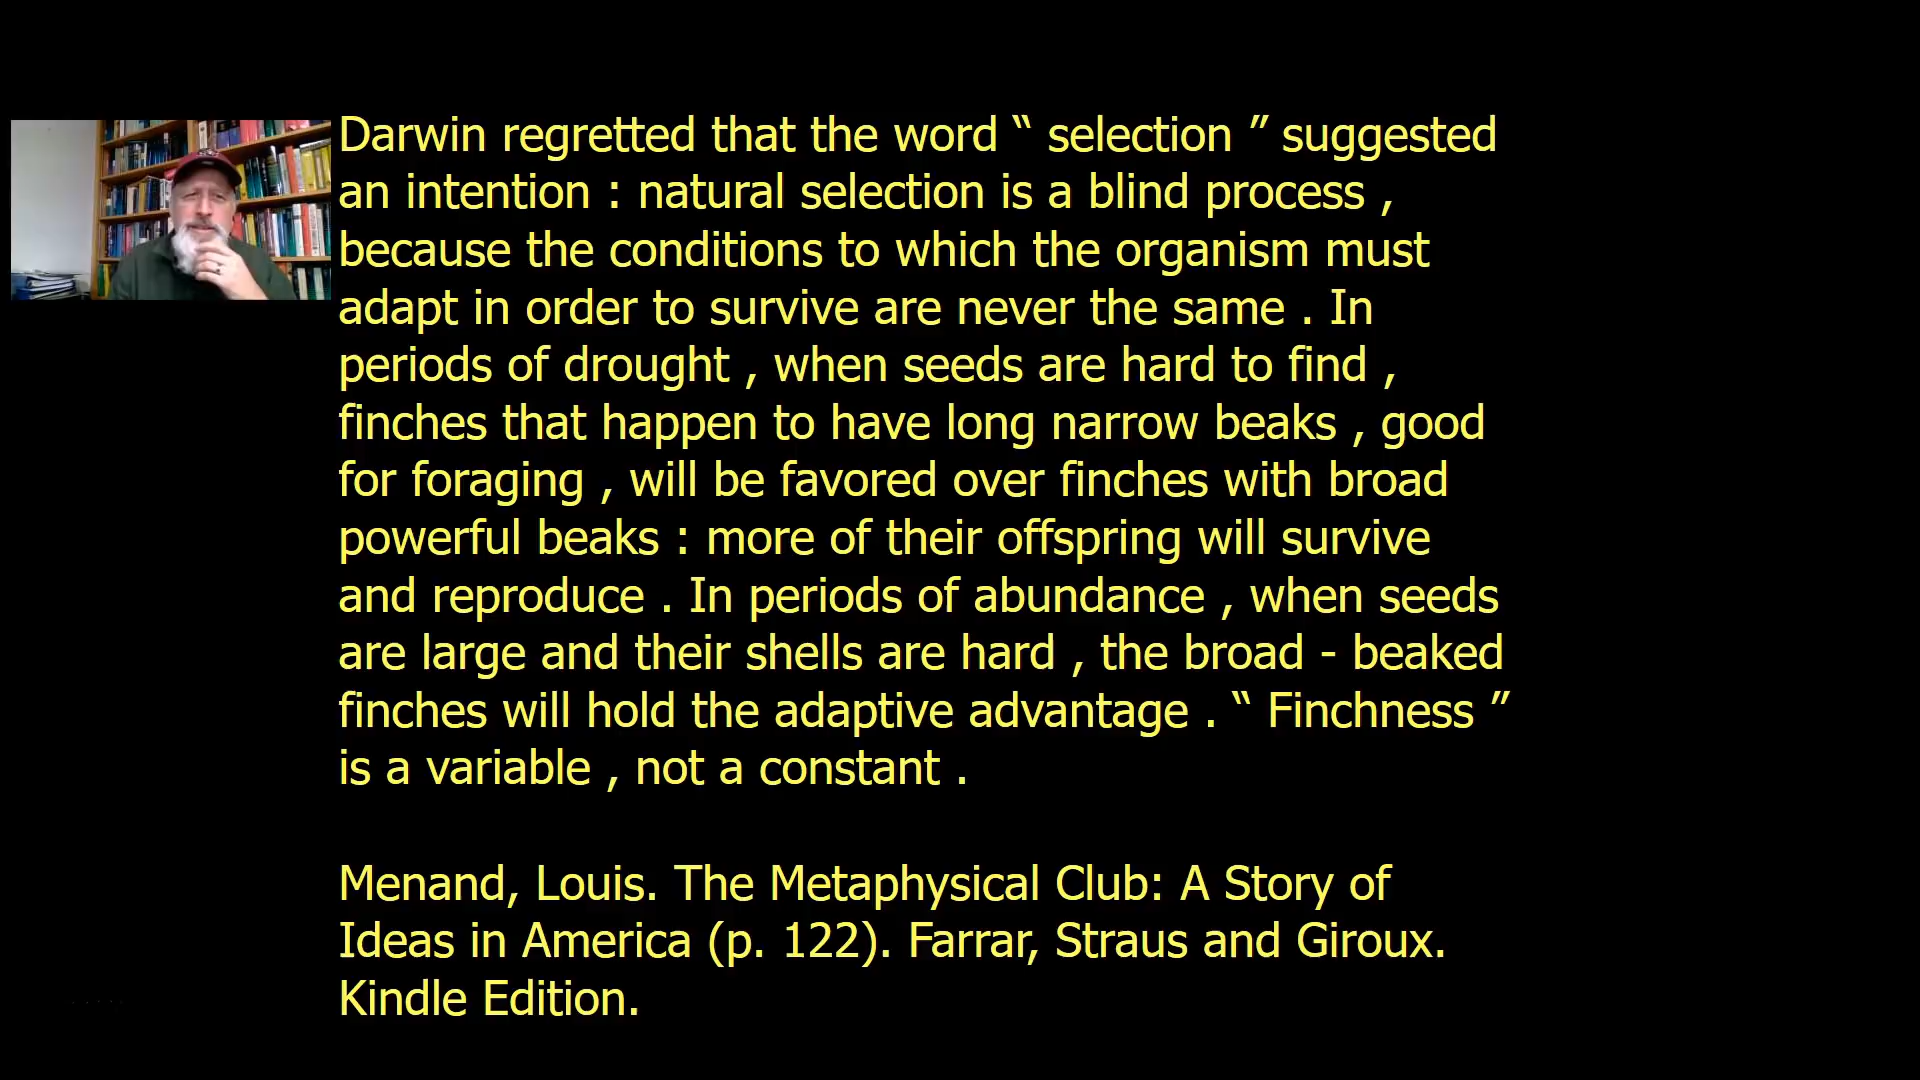 Darwin regretted that the word “ selection ” suggested
an intention : natural selection is a blind process ,
because the conditions to which the organism must
adapt in order to survive are never the same . In
periods of drought , when seeds are hard to find ,
finches that happen to have long narrow beaks , good
for foraging , will be favored over finches with broad
powerful beaks : more of their offspring will survive
and reproduce . In periods of abundance , when seeds
are large and their shells are hard , the broad - beaked
finches will hold the adaptive advantage . “ Finchness ”
is a variable , not a constant .
Menand, Louis. The Metaphysical Club: A Story of
Ideas in America (p. 122). Farrar, Straus and Giroux.
Kindle Edition.